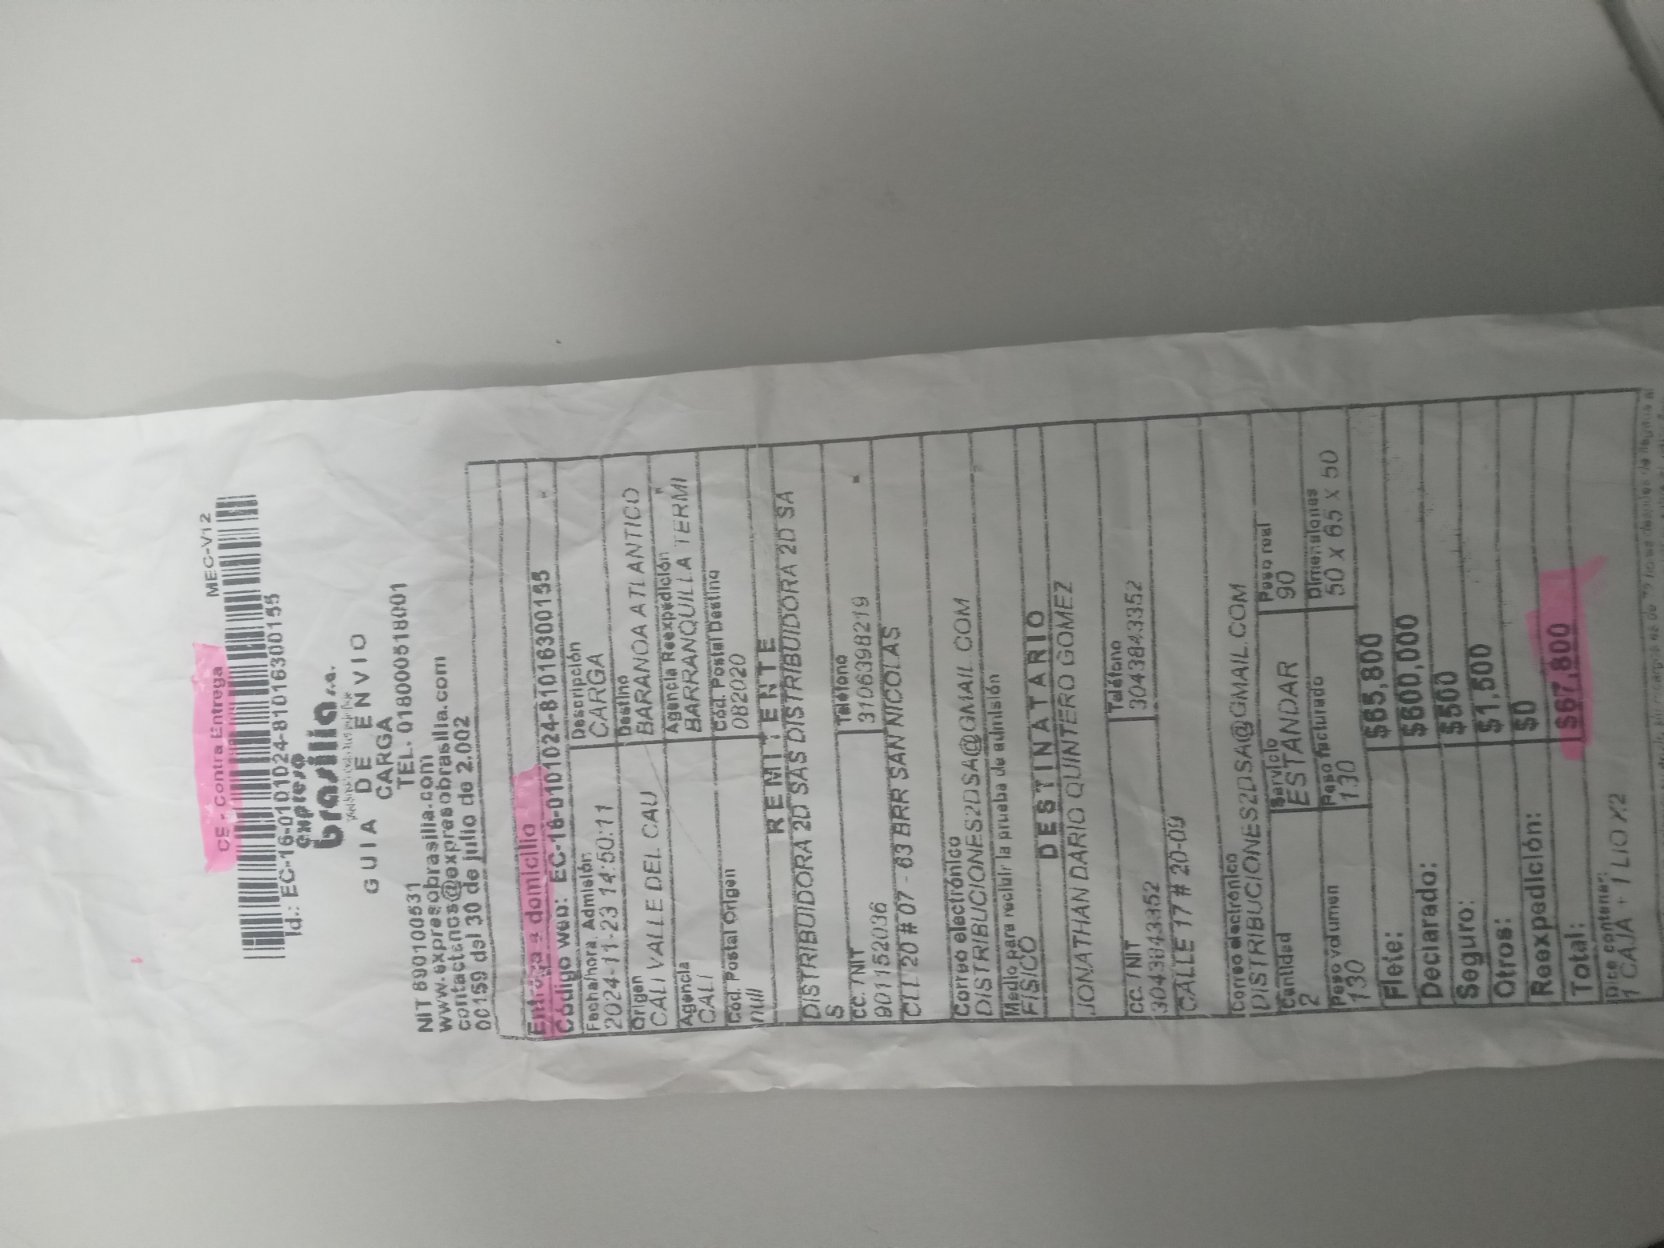 CE - Contra Entrega
MEC-V12
Id.: EC-16-0101024-81016300155
expreso
brasilia s.a.
GUIA DE ENVIO
CARGA
TEL. 018000518001
NIT 890100531
www.expresobrasilia.com
contactenos@expresobrasilia.com
00159 del 30 de julio de 2.002
Entrega a domicilio
Código web: EC-16-0101024-81016300155
Fecha/hora. Admisión Descripción
2024-11-23 14:50:11 CARGA
Origen Destino
CALI VALLE DEL CAU BARANOA ATLANTICO
Agencia Agencia Reexpedición
CALI BARRANQUILLA TERMI
Cod. Postal Origen Cod. Postal Destino
null 082020
REMITENTE
DISTRIBUIDORA 2D SAS DISTRIBUIDORA 2D SA
S
CC. / NIT Teléfono
901152036 3106398219
CLL 20 # 07 - 63 BRR SAN NICOLAS
Correo electrónico
DISTRIBUCIONES2DSA@GMAIL.COM
Medio para recibir la prueba de admisión
FISICO
DESTINATARIO
JONATHAN DARIO QUINTERO GOMEZ
CC. / NIT Teléfono
3043843352 3043843352
CALLE 17 # 20-09
Correo electrónico
DISTRIBUCIONES2DSA@GMAIL.COM
Cantidad Servicio Peso real
2 ESTANDAR 90
Peso volumen Peso facturado Dimensiones
130 130 50 x 65 x 50
Flete: $65,800
Declarado: $600,000
Seguro: $500
Otros: $1,500
Reexpedición: $0
Total: $67,800
Dice contener:
1 CAJA + 1 LIO X2